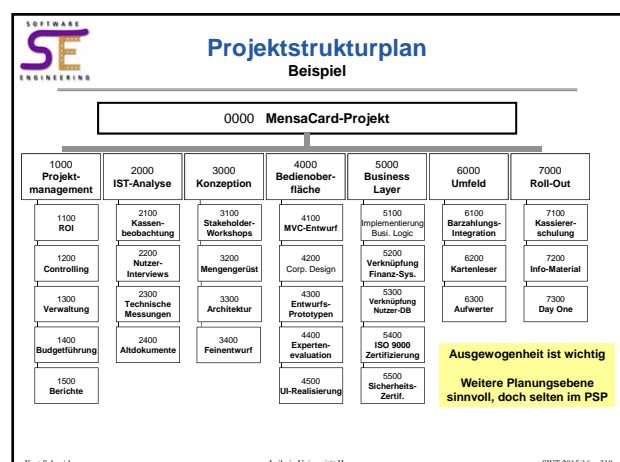 SOFTWARE
SE
ENGINEERING
Projektstrukturplan
Beispiel
0000 MensaCard-Projekt
1000
Projekt-
management
2000
IST-Analyse
3000
Konzeption
4000
Bedienober-
fläche
5000
Business
Layer
6000
Umfeld
7000
Roll-Out
1100
ROI
1200
Controlling
1300
Verwaltung
1400
Budgetführung
1500
Berichte
2100
Kassen-
beobachtung
2200
Nutzer-
Interviews
2300
Technische
Messungen
2400
Altdokumente
3100
Stakeholder-
Workshops
3200
Mengengerüst
3300
Architektur
3400
Feinentwurf
4100
MVC-Entwurf
4200
Corp. Design
4300
Entwurfs-
Prototypen
4400
Experten-
evaluation
4500
UI-Realisierung
5100
Implementierung
Busi. Logic
5200
Verknüpfung
Finanz-Sys.
5300
Verknüpfung
Nutzer-DB
5400
ISO 9000
Zertifizierung
5500
Sicherheits-
Zertif.
6100
Barzahlungs-
Integration
6200
Kartenleser
6300
Aufwerter
7100
Kassierer-
schulung
7200
Info-Material
7300
Day One
Ausgewogenheit ist wichtig
Weitere Planungsebene
sinnvoll, doch selten im PSP